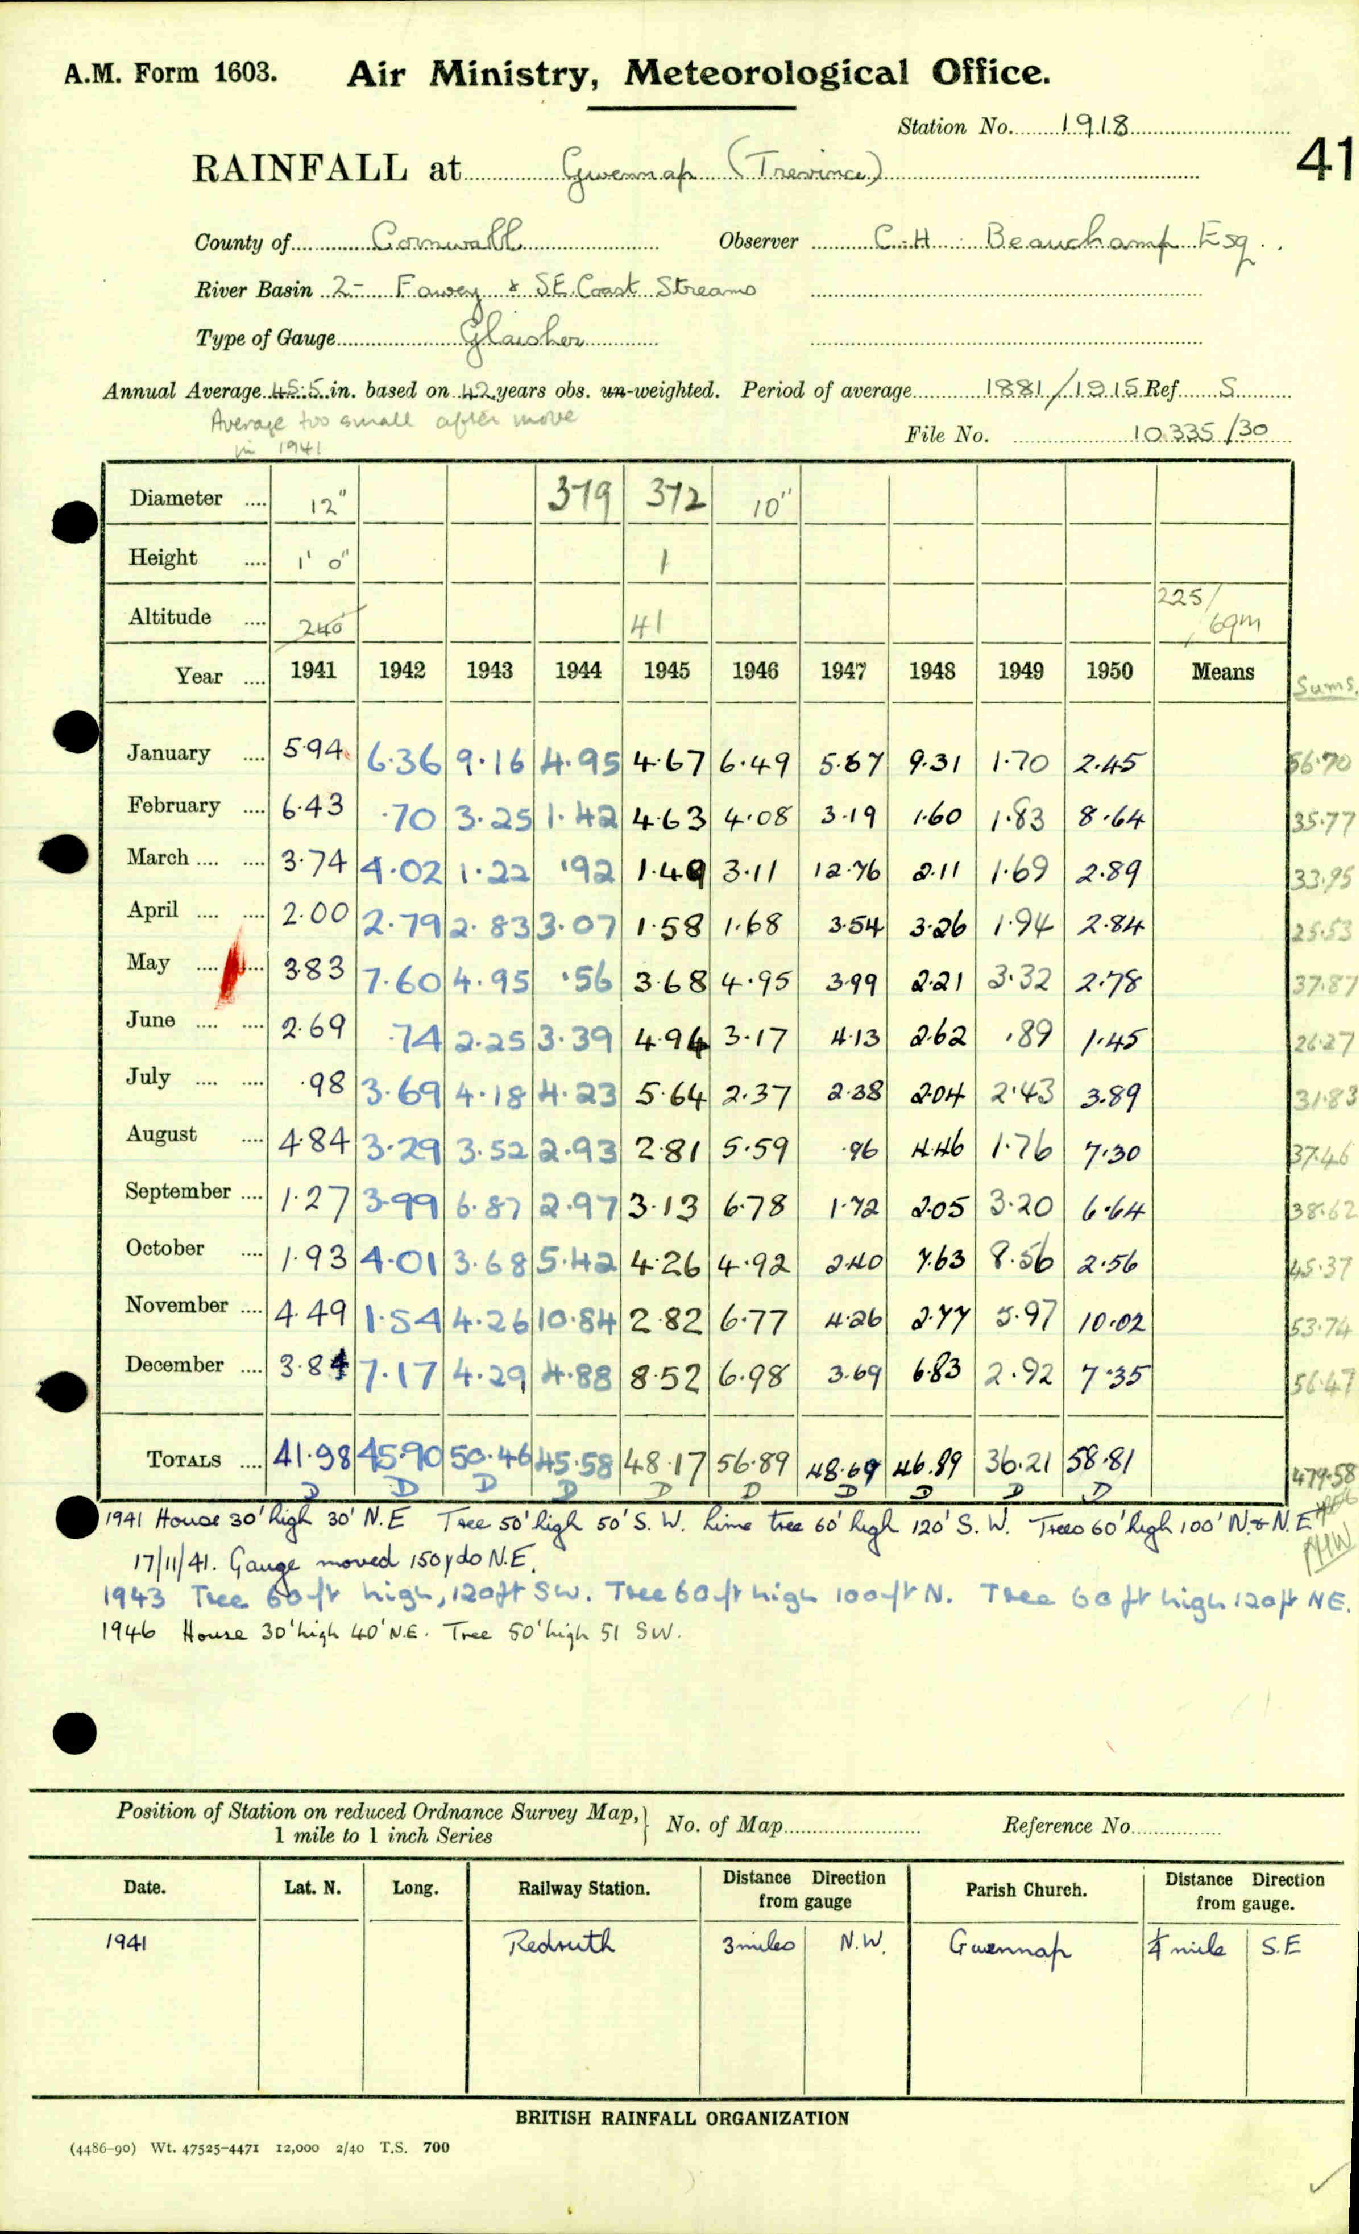 A.M. Form 1603. Air Ministry, Meteorological Office.
Station No. 1918
41
RAINFALL at Gwennap (Trevince)
County of Cornwall Observer C. H. Beauchamp Esq.
River Basin 2- Fowey & S.E. Coast Streams
Type of Gauge Glaisher
Annual Average 45.5 in. based on 42 years obs. un-weighted. Period of average 1881/1915 Ref S
Average too small after move
in 1941
File No. 10335/30
Diameter .... 12" 379 372 10"
Height .... 1' 0" 1
Altitude .... 240 41 225/ 69m
Year .... 1941 1942 1943 1944 1945 1946 1947 1948 1949 1950 Means Sums.
January .... 5.94 6.36 9.16 4.95 4.67 6.49 5.67 9.31 1.70 2.45 56.70
February .... 6.43 .70 3.25 1.42 4.63 4.08 3.19 1.60 1.83 8.64 35.77
March .... .... 3.74 4.02 1.22 .92 1.49 3.11 12.76 2.11 1.69 2.89 33.95
April .... .... 2.00 2.79 2.83 3.07 1.58 1.68 3.54 3.26 1.94 2.84 25.53
May .... .... 3.83 7.60 4.95 .56 3.68 4.95 3.99 2.21 3.32 2.78 37.87
June .... .... 2.69 .74 2.25 3.39 4.94 3.17 4.13 2.62 .89 1.45 26.27
July .... .... .98 3.69 4.18 4.23 5.64 2.37 2.38 2.04 2.43 3.89 31.83
August .... 4.84 3.29 3.52 2.93 2.81 5.59 .96 4.46 1.76 7.30 37.46
September .... 1.27 3.99 6.87 2.97 3.13 6.78 1.72 2.05 3.20 6.64 38.62
October .... 1.93 4.01 3.68 5.42 4.26 4.92 2.40 7.63 8.56 2.56 45.37
November .... 4.49 1.54 4.26 10.84 2.82 6.77 4.26 2.77 5.97 10.02 53.74
December .... 3.84 7.17 4.29 4.88 8.52 6.98 3.69 6.83 2.92 7.35 56.47
TOTALS .... 41.98 45.90 50.46 45.58 48.17 56.89 48.69 46.89 36.21 58.81 479.58
D D D D D D D D D D
1941 House 30' high 30' N.E Tree 50' high 50' S.W. Lime tree 60' high 120' S.W. Trees 60' high 100' N. & N.E.
17/11/41. Gauge moved 150 yds N.E.
1943 Tree 60 ft high, 120ft SW. Tree 60 ft high 100 ft N. Tree 60 ft high 120 ft NE.
1946 House 30' high 40' N.E. Tree 50' high 51 SW.
Position of Station on reduced Ordnance Survey Map, 1 mile to 1 inch Series No. of Map Reference No.
Date. Lat. N. Long. Railway Station. Distance Direction from gauge Parish Church. Distance Direction from gauge.
1941 Redruth 3 miles N.W. Gwennap ¼ mile S.E
BRITISH RAINFALL ORGANIZATION
(4486-90) Wt. 47525-4471 12,000 2/40 T.S. 700